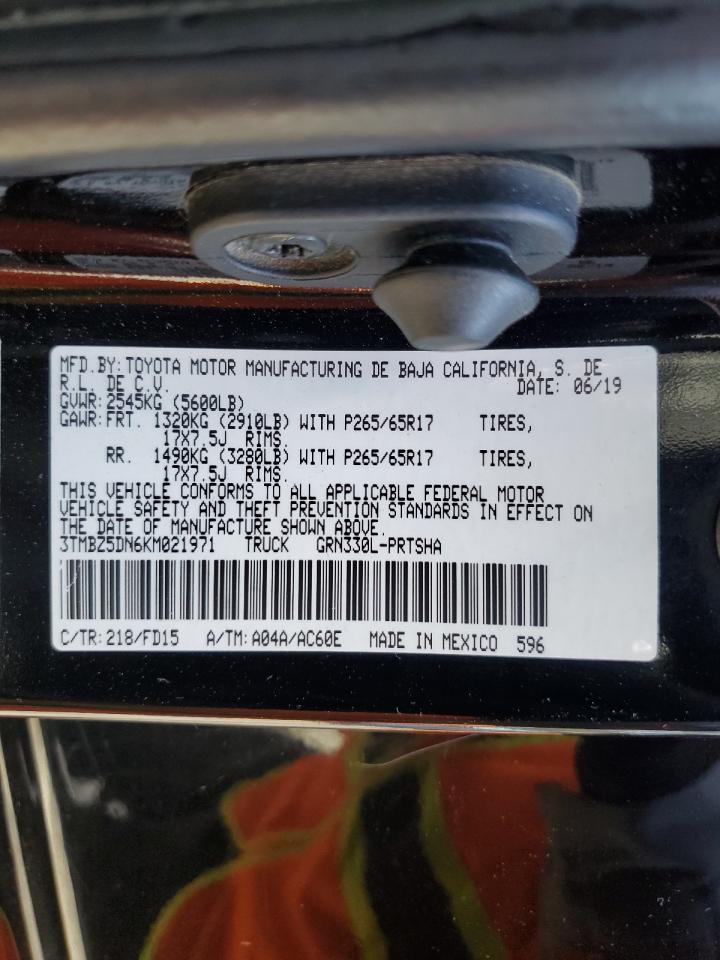 MFD.BY:TOYOTA MOTOR MANUFACTURING DE BAJA CALIFORNIA, S. DE
R.L. DE C.V. DATE: 06/19
GVWR:2545KG (5600LB)
GAWR:FRT. 1320KG (2910LB) WITH P265/65R17 TIRES,
17X7.5J RIMS.
RR. 1490KG (3280LB) WITH P265/65R17 TIRES,
17X7.5J RIMS.
THIS VEHICLE CONFORMS TO ALL APPLICABLE FEDERAL MOTOR
VEHICLE SAFETY AND THEFT PREVENTION STANDARDS IN EFFECT ON
THE DATE OF MANUFACTURE SHOWN ABOVE.
3TMBZ5DN6KM021971 TRUCK GRN330L-PRTSHA
C/TR:218/FD15 A/TM:A04A/AC60E MADE IN MEXICO 596